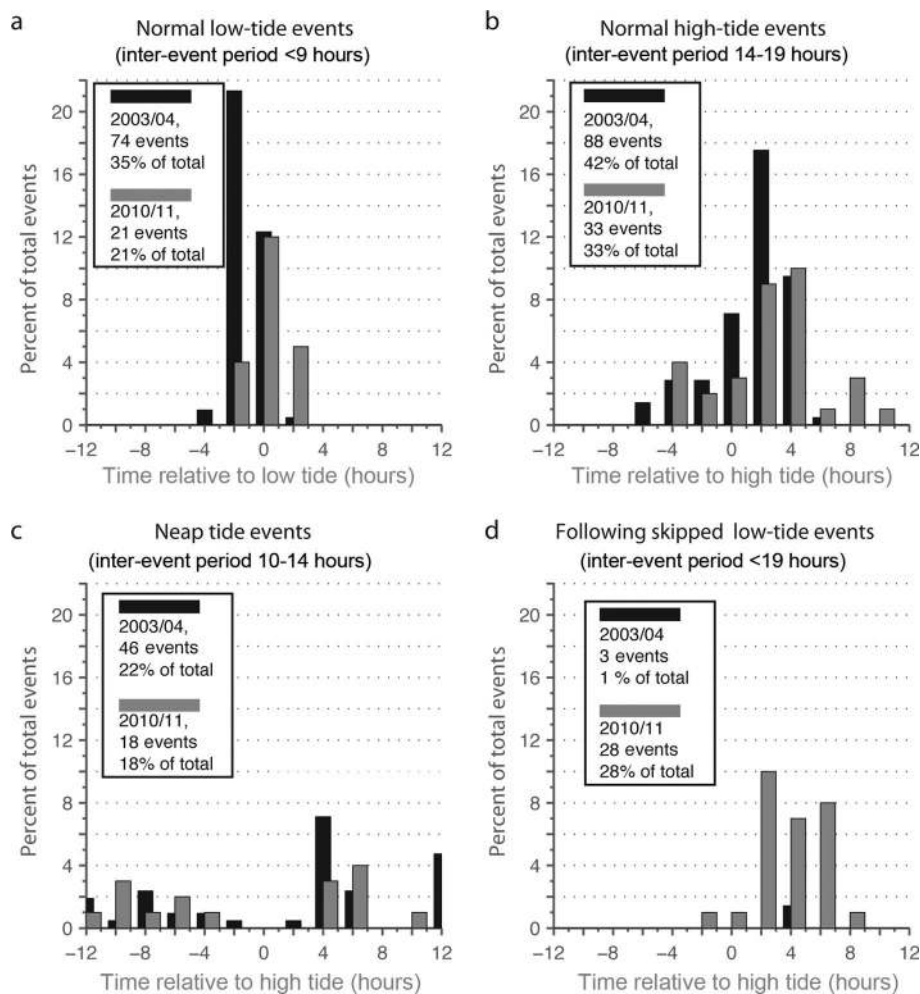 a
Normal low-tide events
(inter-event period <9 hours)
Percent of total events
20
16
12
8
4
0
2003/04,
74 events
35% of total
2010/11,
21 events
21% of total
−12 −8 −4 0 4 8 12
Time relative to low tide (hours)
b
Normal high-tide events
(inter-event period 14-19 hours)
Percent of total events
20
16
12
8
4
0
2003/04,
88 events
42% of total
2010/11,
33 events
33% of total
−12 −8 −4 0 4 8 12
Time relative to high tide (hours)
c
Neap tide events
(inter-event period 10-14 hours)
Percent of total events
20
16
12
8
4
0
2003/04,
46 events
22% of total
2010/11,
18 events
18% of total
−12 −8 −4 0 4 8 12
Time relative to high tide (hours)
d
Following skipped low-tide events
(inter-event period <19 hours)
Percent of total events
20
16
12
8
4
0
2003/04
3 events
1 % of total
2010/11
28 events
28% of total
−12 −8 −4 0 4 8 12
Time relative to high tide (hours)